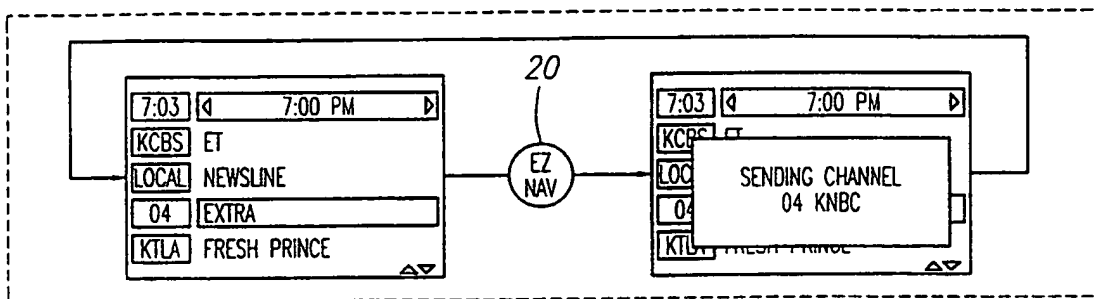 20
7:03 7:00 PM
KCBS ET
LOCAL NEWSLINE
04 EXTRA
KTLA FRESH PRINCE
EZ
NAV
7:03 7:00 PM
SENDING CHANNEL
04 KNBC